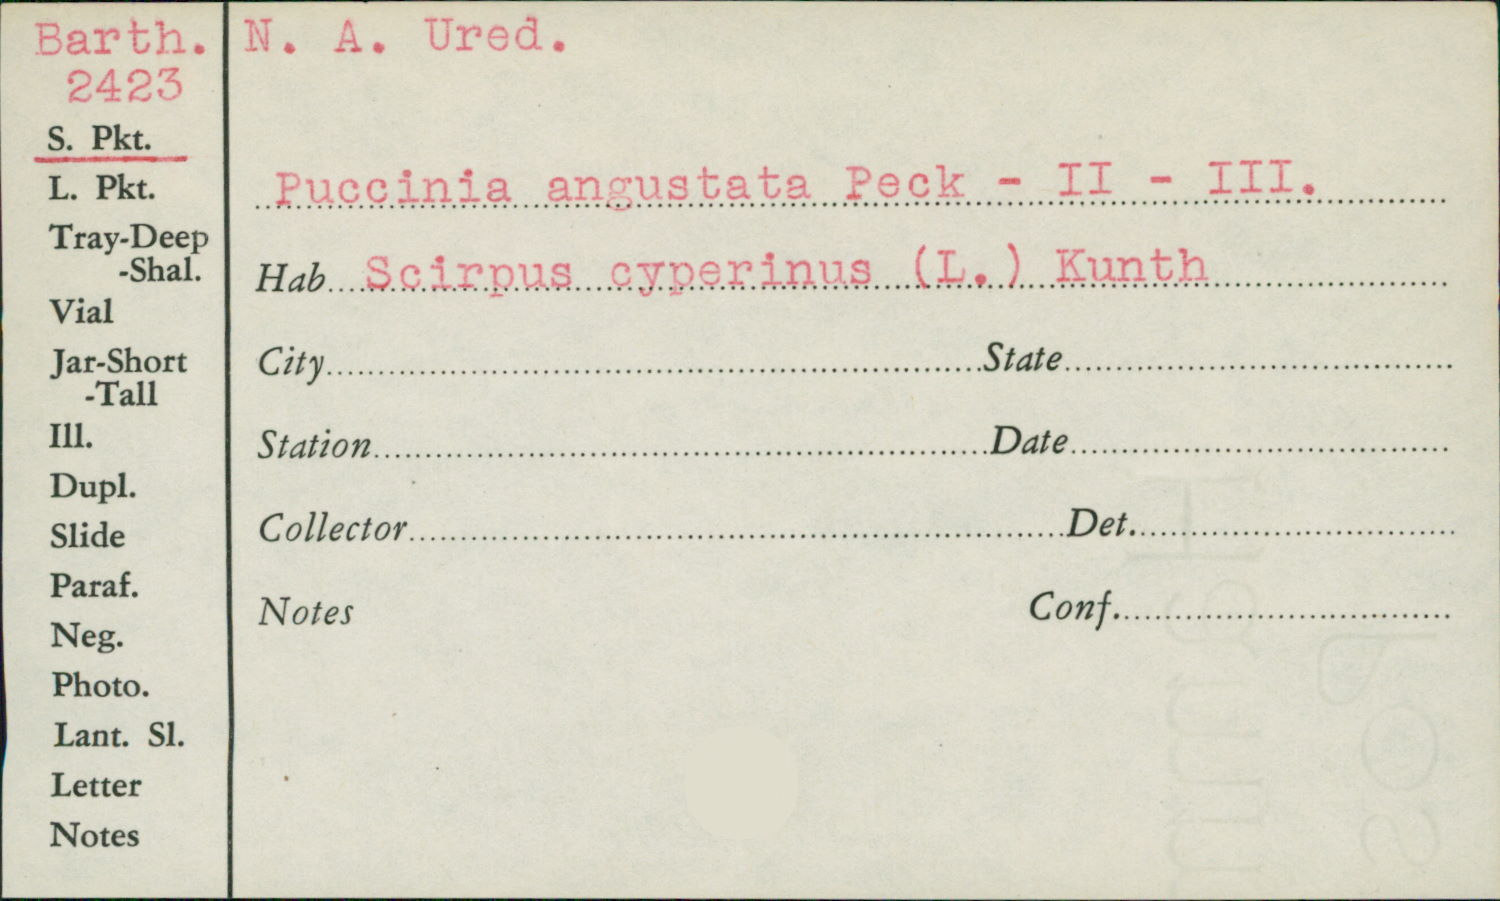 Barth. N. A. Ured.
2423
S. Pkt.
L. Pkt.
Tray-Deep
-Shal.
Vial
Jar-Short
-Tall
Ill.
Dupl.
Slide
Paraf.
Neg.
Photo.
Lant. Sl.
Letter
Notes
Puccinia angustata Peck - II - III.
Hab. Scirpus cyperinus (L.) Kunth
City State
Station Date
Collector Det.
Notes Conf.